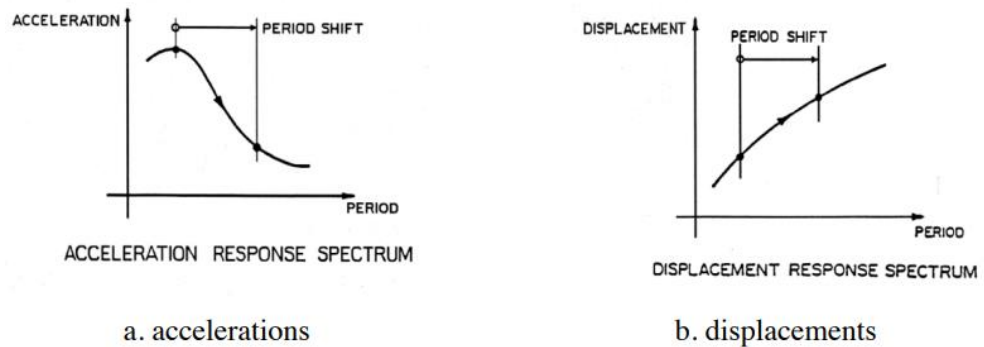 ACCELERATION
PERIOD SHIFT
PERIOD
ACCELERATION RESPONSE SPECTRUM
a. accelerations
DISPLACEMENT
PERIOD SHIFT
PERIOD
DISPLACEMENT RESPONSE SPECTRUM
b. displacements